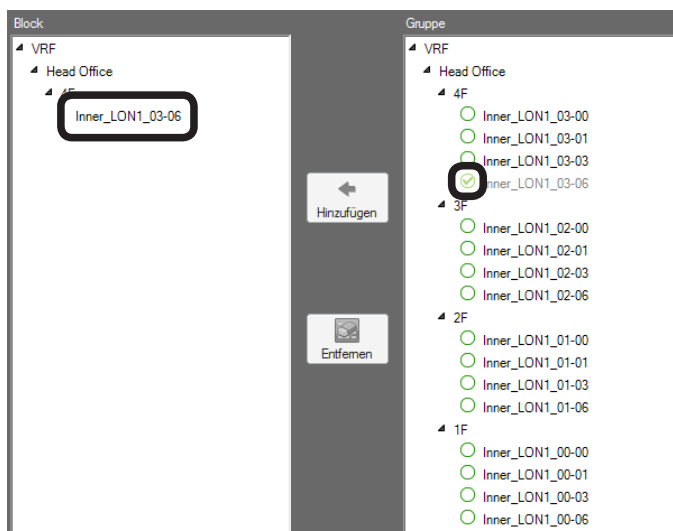 Block
VRF
Head Office
Inner_LON1_03-06
Hinzufügen
Entfernen
Gruppe
VRF
Head Office
4F
Inner_LON1_03-00
Inner_LON1_03-01
Inner_LON1_03-03
Inner_LON1_03-06
3F
Inner_LON1_02-00
Inner_LON1_02-01
Inner_LON1_02-03
Inner_LON1_02-06
2F
Inner_LON1_01-00
Inner_LON1_01-01
Inner_LON1_01-03
Inner_LON1_01-06
1F
Inner_LON1_00-00
Inner_LON1_00-01
Inner_LON1_00-03
Inner_LON1_00-06